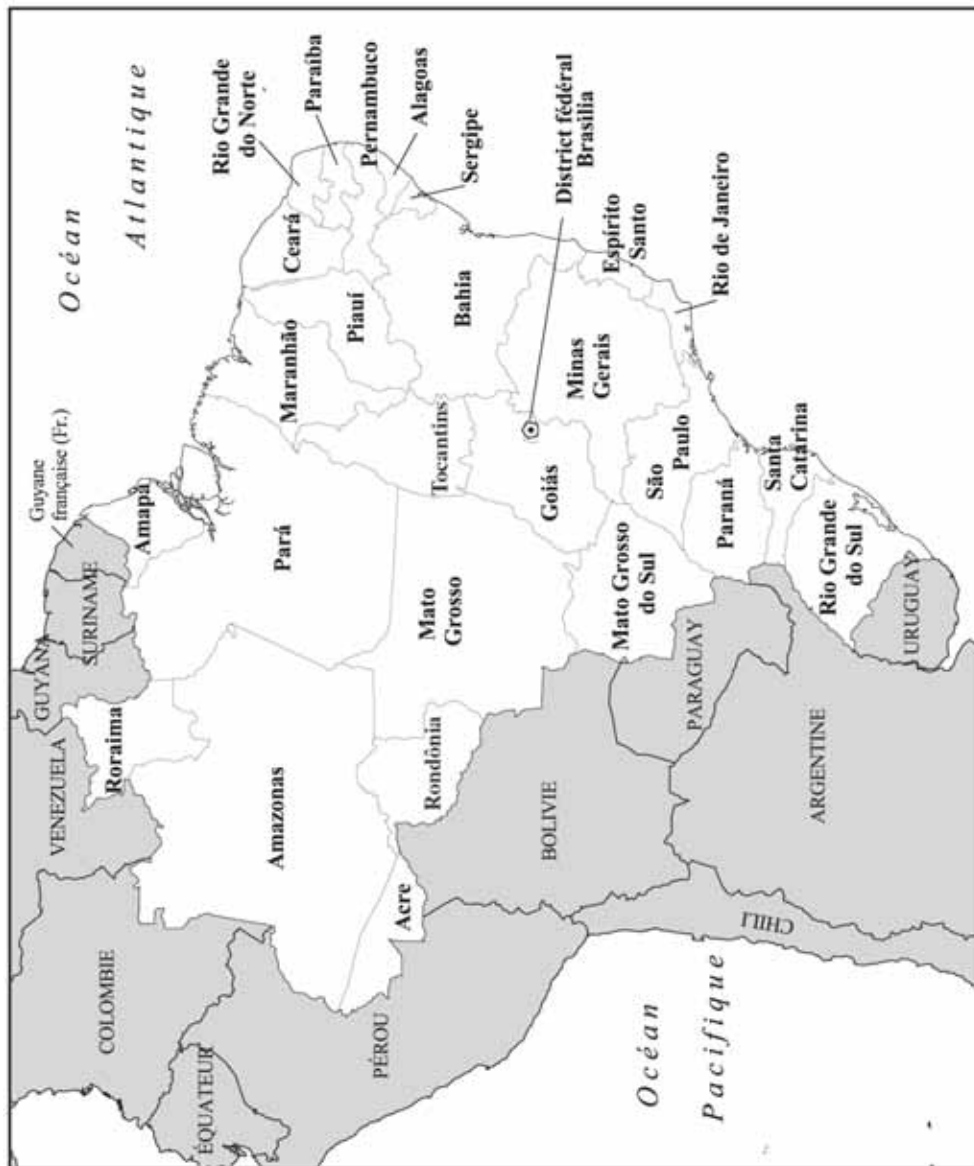 Océan
Atlantique
Guyane
française (Fr.)
GUYANA
SURINAME
VENEZUELA
COLOMBIE
ÉQUATEUR
PÉROU
BOLIVIE
PARAGUAY
ARGENTINE
CHILI
URUGUAY
Roraima
Amapá
Amazonas
Pará
Acre
Rondônia
Mato
Grosso
Tocantins
Maranhão
Piauí
Ceará
Rio Grande
do Norte
Paraíba
Pernambuco
Alagoas
Sergipe
Bahia
District fédéral
Brasilia
Goiás
Minas
Gerais
Espírito
Santo
Rio de Janeiro
Mato Grosso
do Sul
São
Paulo
Paraná
Santa
Catarina
Rio Grande
do Sul
Océan
Pacifique